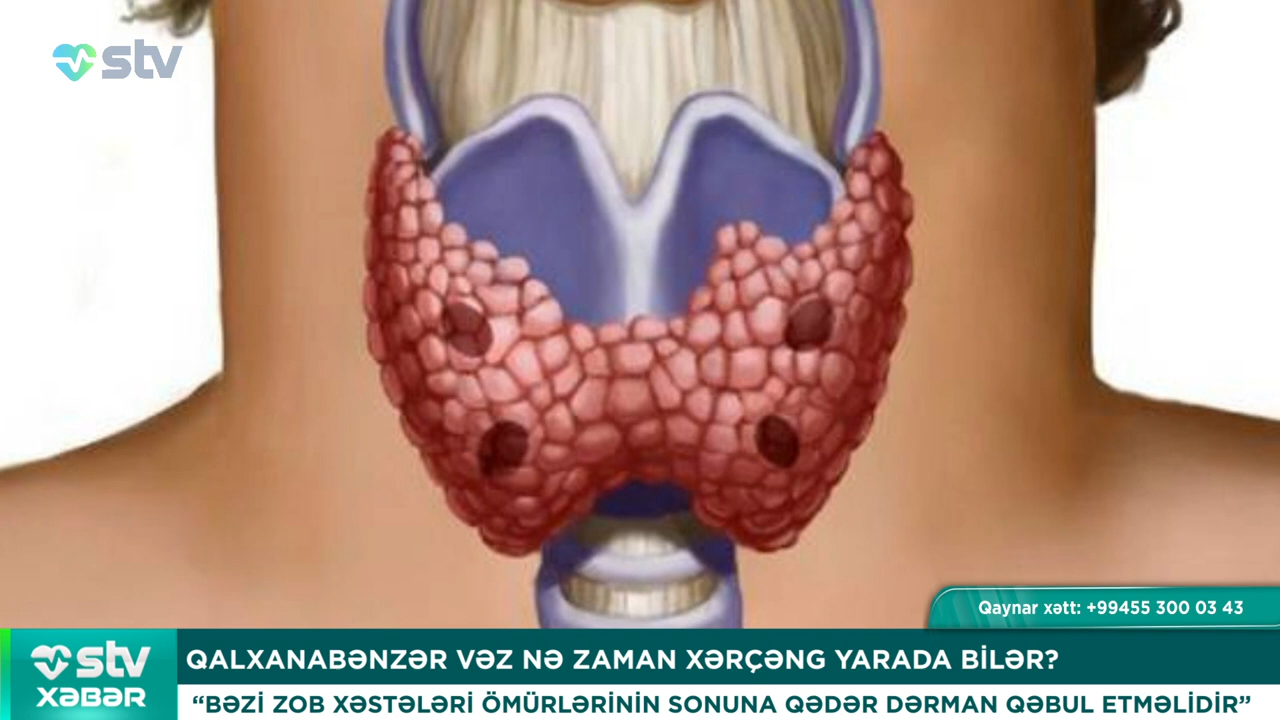 stv
Qaynar xətt: +99455 300 03 43
stv
XƏBƏR
QALXANABƏNZƏR VƏZ NƏ ZAMAN XƏRÇƏNG YARADA BİLƏR?
“BƏZİ ZOB XƏSTƏLƏRİ ÖMÜRLƏRİNİN SONUNA QƏDƏR DƏRMAN QƏBUL ETMƏLİDİR”